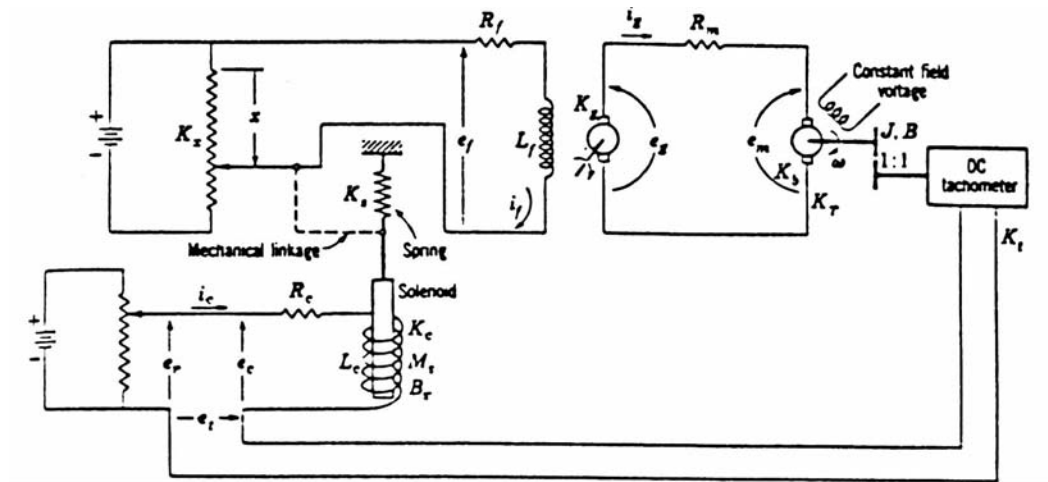 R_f
i_g
R_m
Constant field
vortage
+
-
K_x
x
e_f
L_f
K_g
e_g
e_m
ω
J. B
1:1
DC
tachometer
K_b
K_T
K_s
i_f
K_t
Mechanical linkage
Spring
Solenoid
i_c
R_c
+
-
K_c
e_r
e_c
L_c
M_s
B_s
e_t